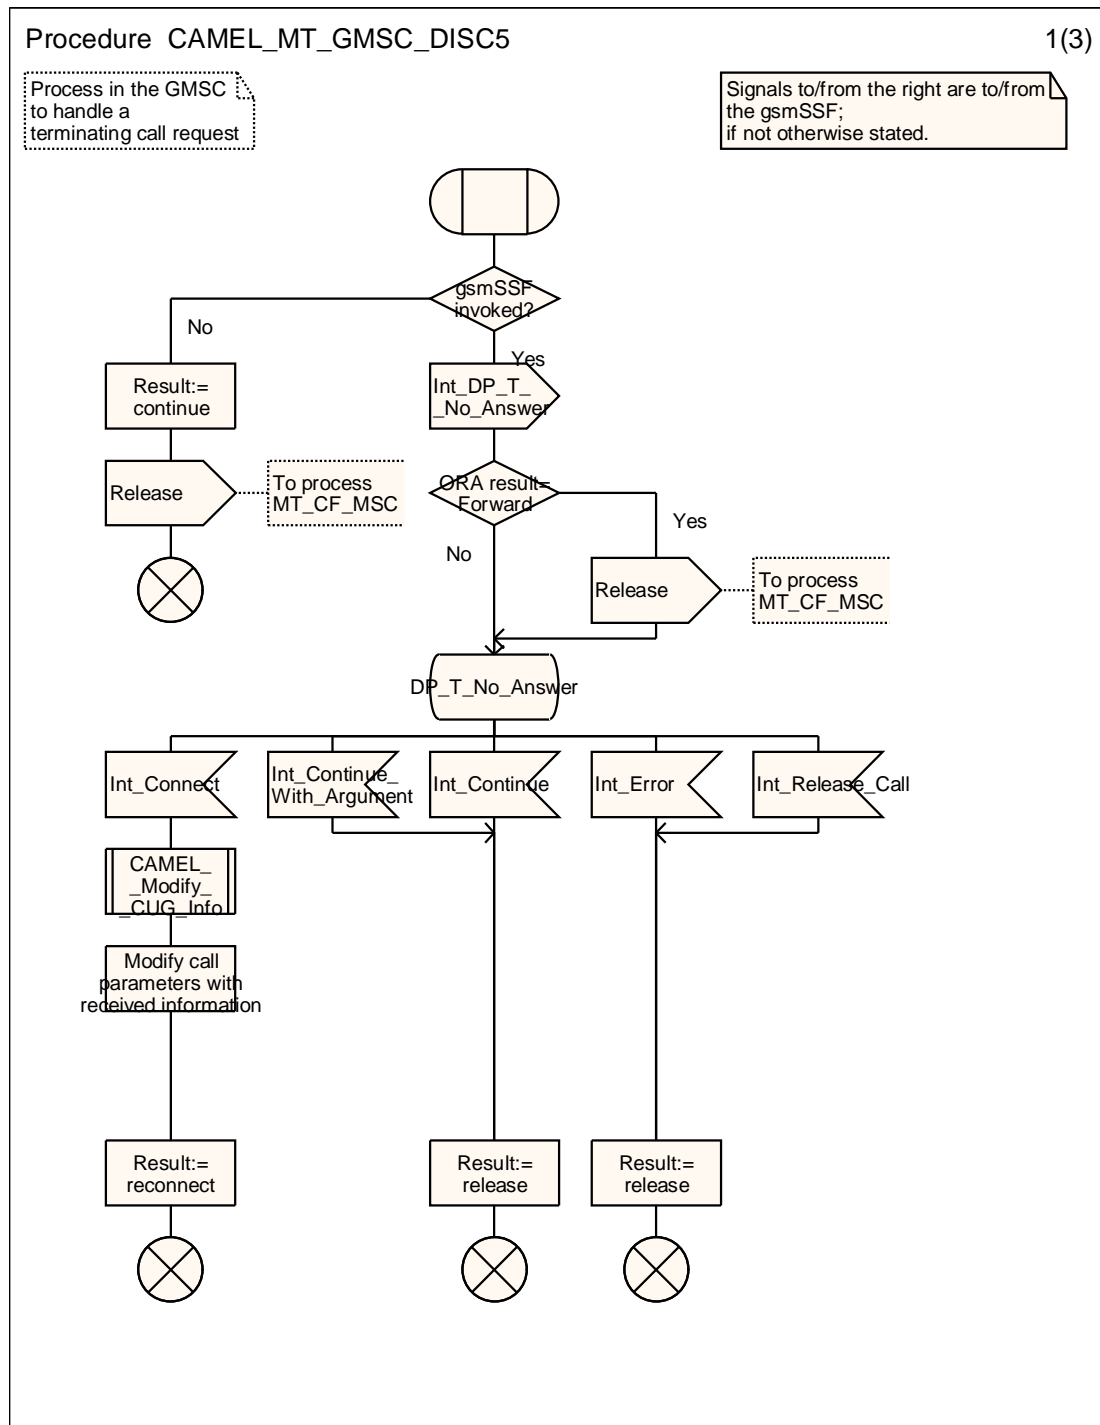 Procedure CAMEL_MT_GMSC_DISC5
1(3)
Process in the GMSC
to handle a
terminating call request
Signals to/from the right are to/from
the gsmSSF;
if not otherwise stated.
gsmSSF
invoked?
No
Yes
Result:=
continue
Int_DP_T_
_No_Answer
Release
To process
MT_CF_MSC
ORA result=
Forward
Yes
No
Release
To process
MT_CF_MSC
DP_T_No_Answer
Int_Connect
Int_Continue_
With_Argument
Int_Continue
Int_Error
Int_Release_Call
CAMEL_
_Modify_
_CUG_Info
Modify call
parameters with
received information
Result:=
reconnect
Result:=
release
Result:=
release